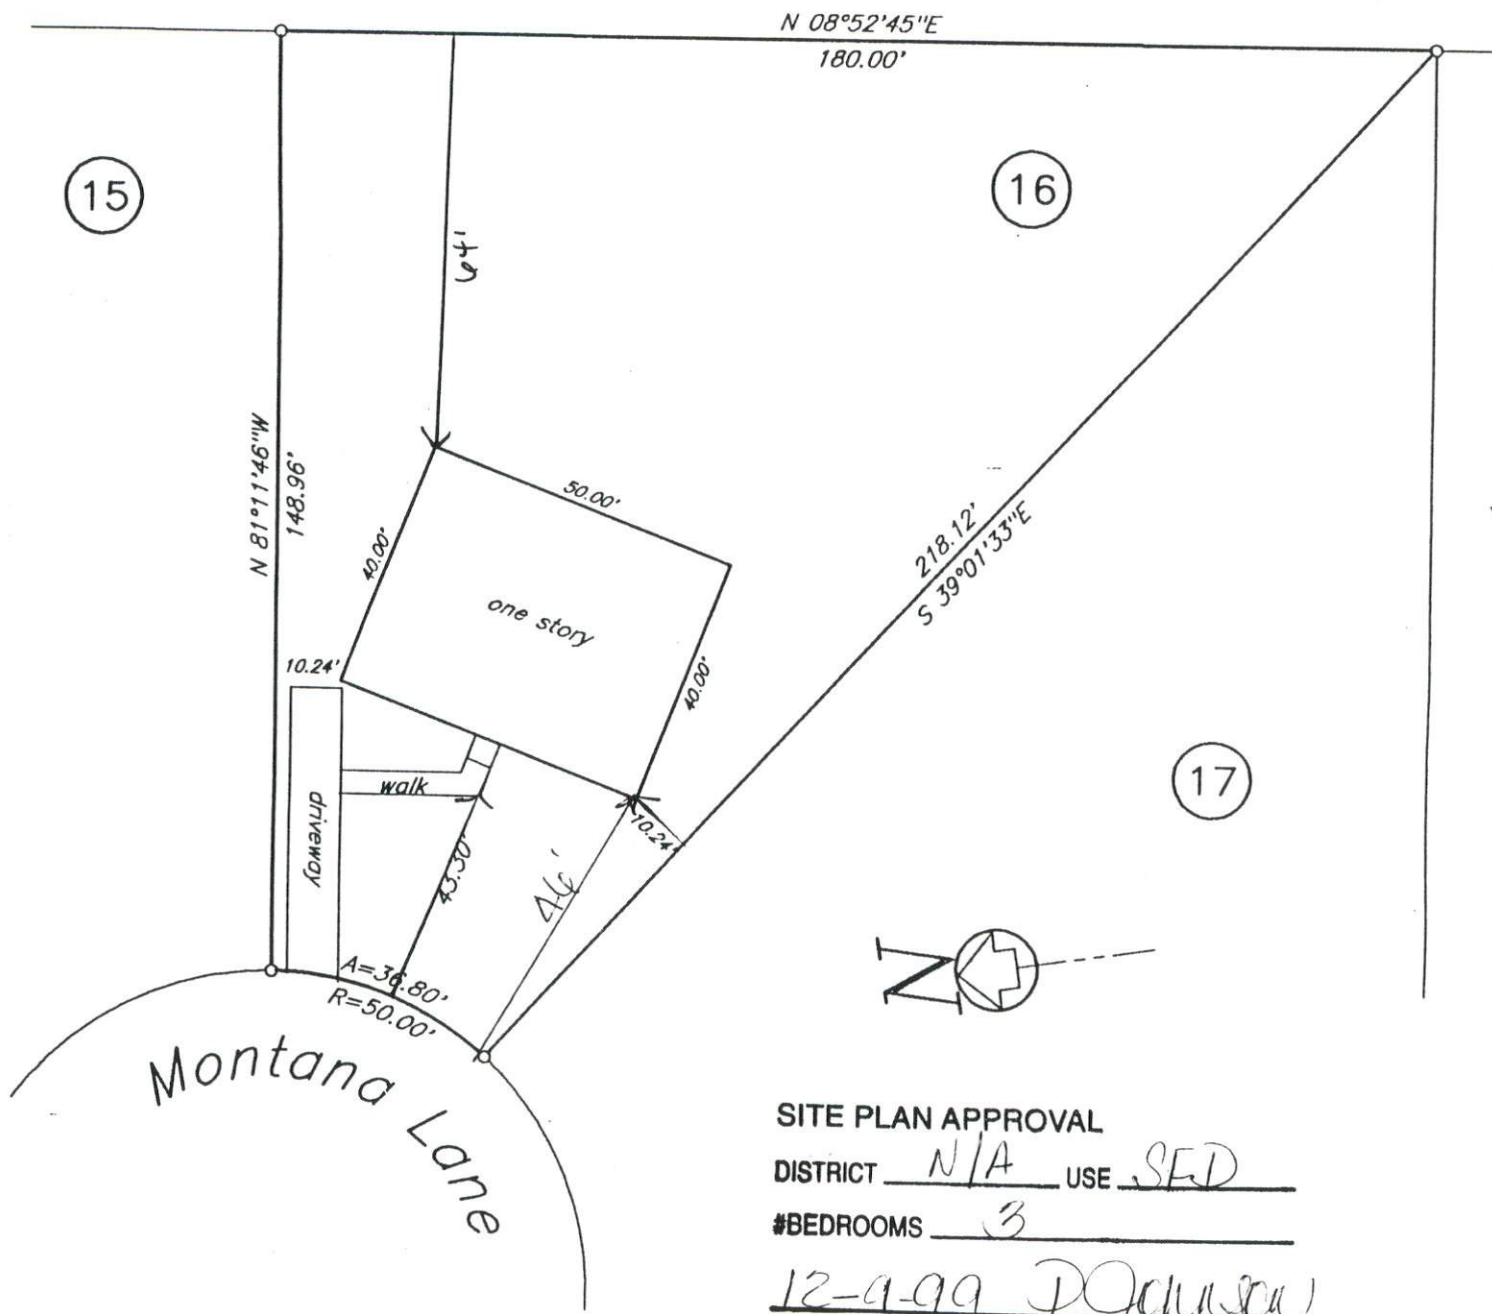 N 08°52'45"E
180.00'
15
16
64'
N 81°11'46"W
148.96'
50.00'
40.00'
one story
218.12'
S 39°01'33"E
10.24'
40.00'
17
walk
driveway
10.24'
43.30'
46'
A=36.80'
R=50.00'
N
Montana Lane
SITE PLAN APPROVAL
DISTRICT N/A USE SFD
#BEDROOMS 3
12-9-99 D Johnson